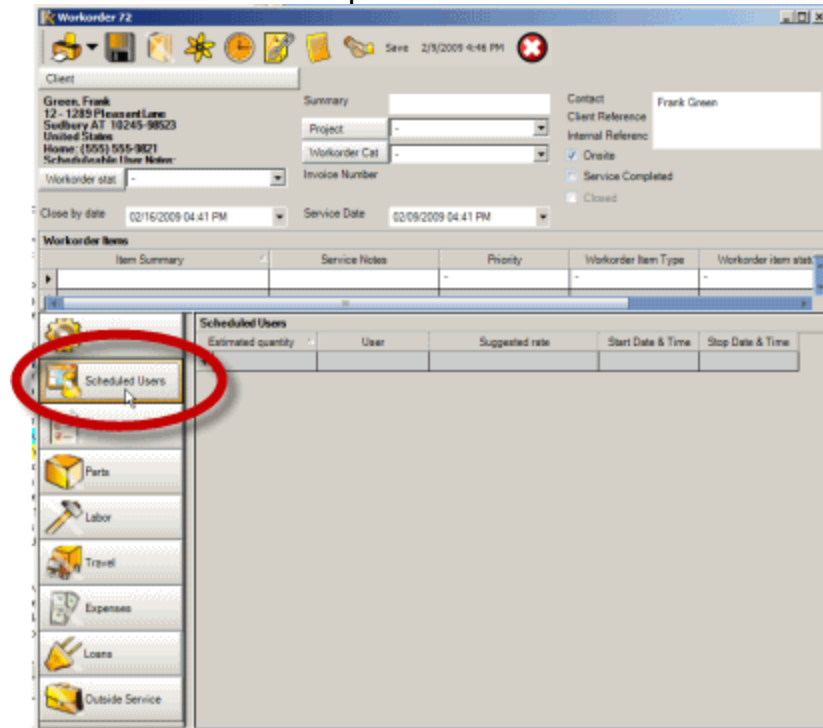 Workorder 72
Save 2/9/2009 4:46 PM
Client
Green, Frank
12 - 1289 Pleasant Lane
Sudbury AT 10245-98523
United States
Home: (555) 555-9821
Scheduleable User Notes:
Workorder stat -
Close by date 02/16/2009 04:41 PM
Summary
Project -
Workorder Cat -
Invoice Number
Service Date 02/09/2009 04:41 PM
Contact Frank Green
Client Reference
Internal Referenc
Onsite
Service Completed
Closed
Workorder Items
Item Summary Service Notes Priority Workorder Item Type Workorder item stat
- - -
Scheduled Users
Estimated quantity User Suggested rate Start Date & Time Stop Date & Time
Scheduled Users
Parts
Labor
Travel
Expenses
Loans
Outside Service